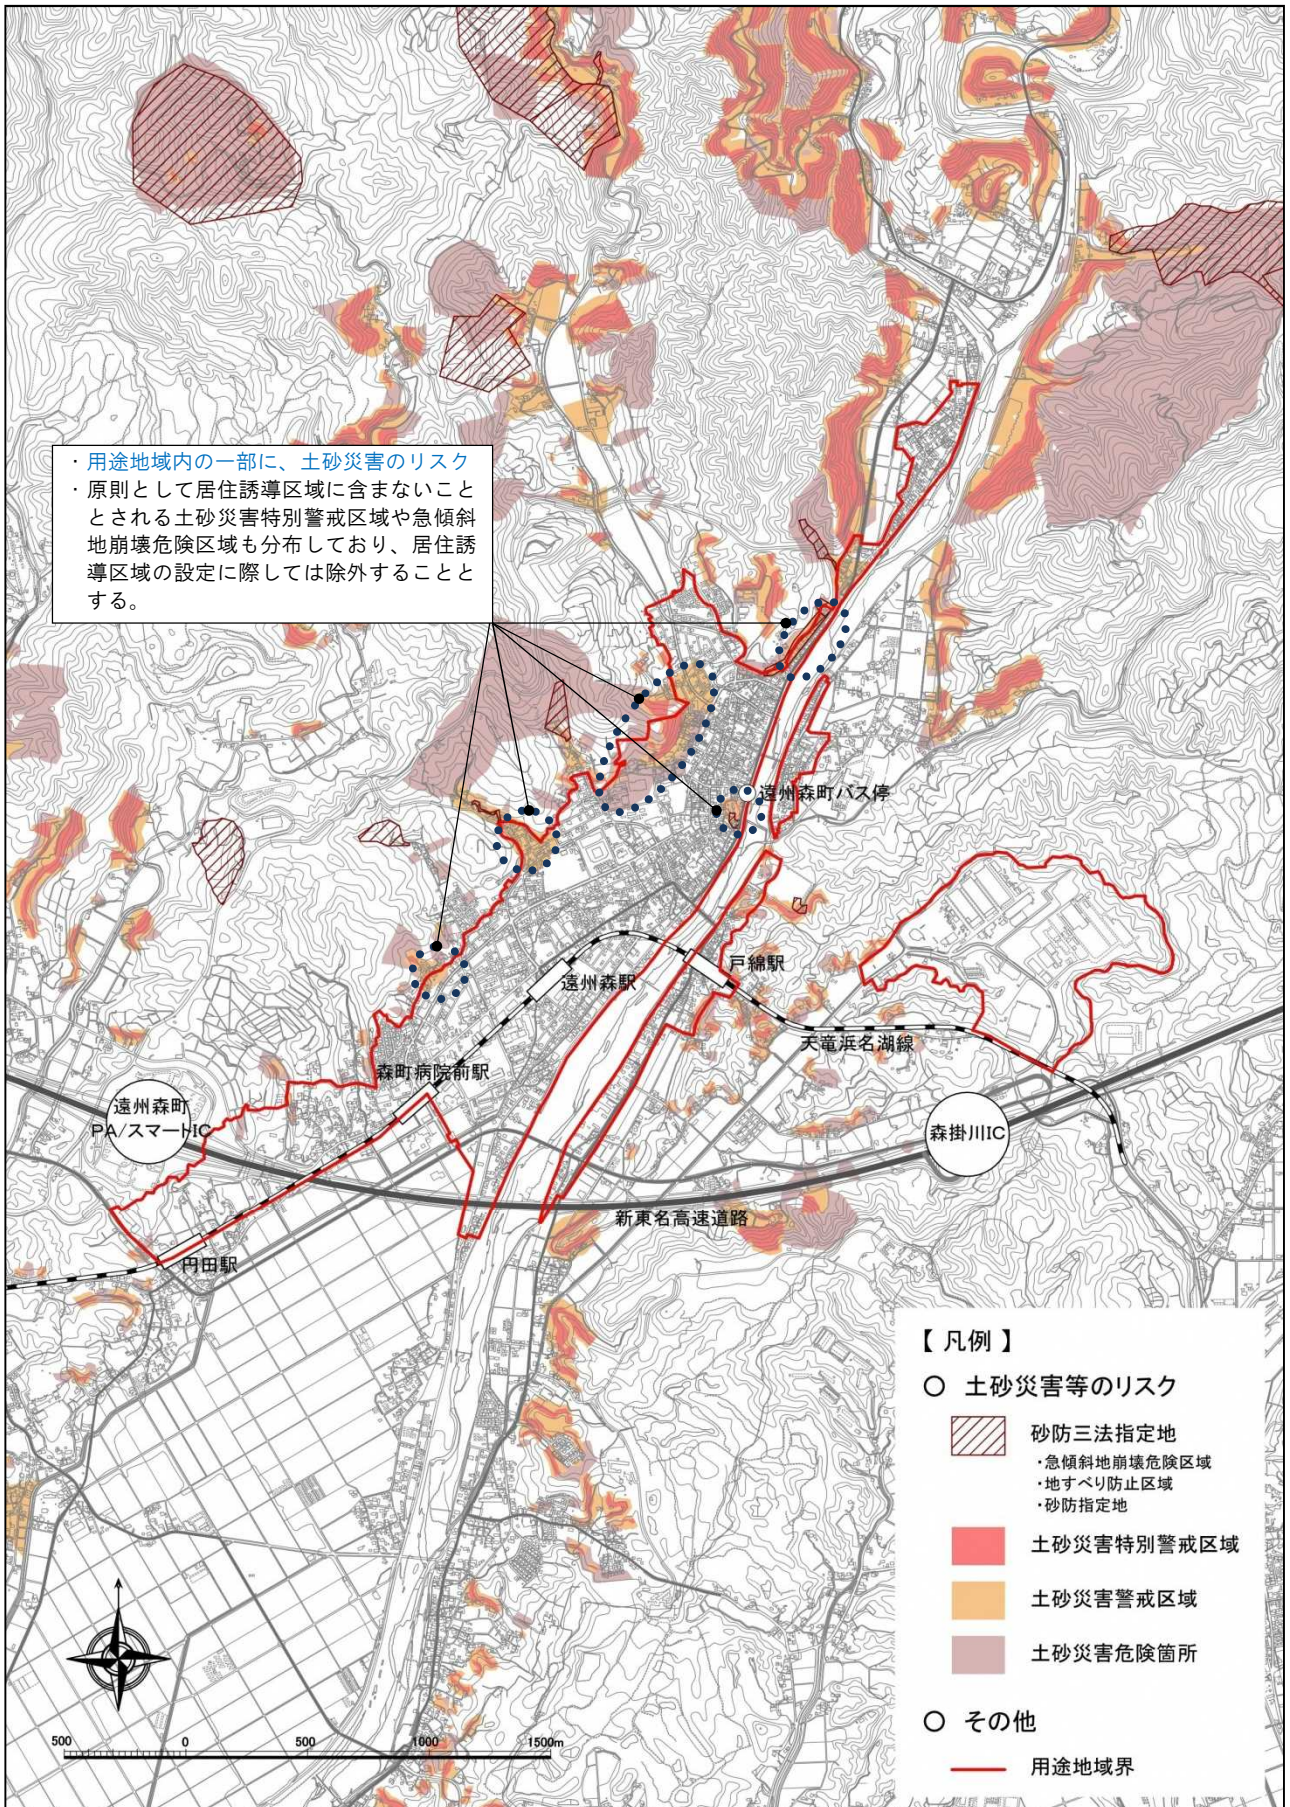 ・用途地域内の一部に、土砂災害のリスク
・原則として居住誘導区域に含まないこと
とされる土砂災害特別警戒区域や急傾斜
地崩壊危険区域も分布しており、居住誘
導区域の設定に際しては除外することと
する。
遠州森町バス停
戸綿駅
遠州森駅
天竜浜名湖線
森町病院前駅
遠州森町
PA/スマートIC
森掛川IC
新東名高速道路
円田駅
【 凡例 】
○ 土砂災害等のリスク
砂防三法指定地
・急傾斜地崩壊危険区域
・地すべり防止区域
・砂防指定地
土砂災害特別警戒区域
土砂災害警戒区域
土砂災害危険箇所
○ その他
用途地域界
500 0 500 1000 1500m